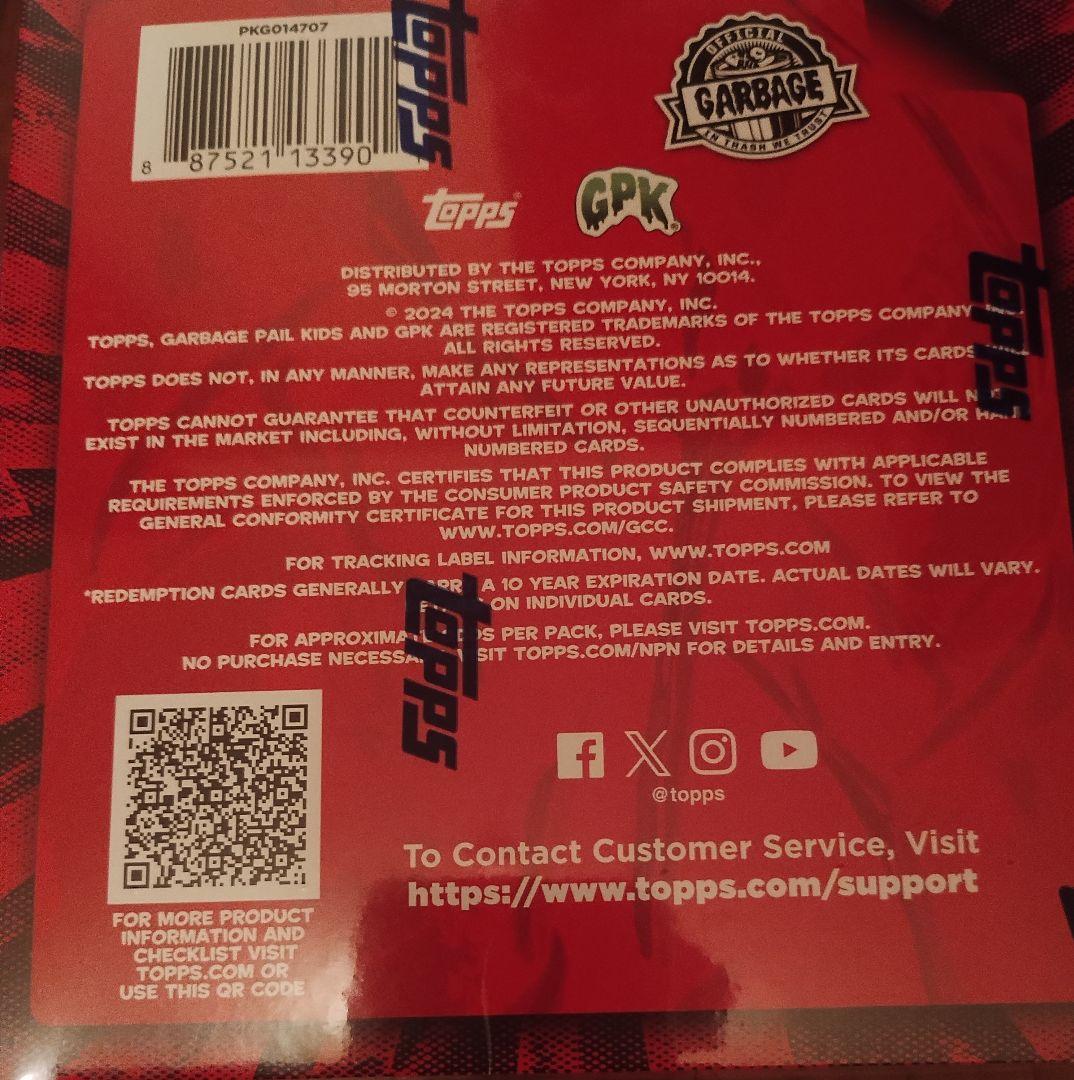 PKG014707
8 87521 13390
topps
OFFICIAL
GARBAGE
IN TRASH WE TRUST
topps
GPK
DISTRIBUTED BY THE TOPPS COMPANY, INC.,
95 MORTON STREET, NEW YORK, NY 10014.
© 2024 THE TOPPS COMPANY, INC.
TOPPS, GARBAGE PAIL KIDS AND GPK ARE REGISTERED TRADEMARKS OF THE TOPPS COMPANY
ALL RIGHTS RESERVED.
topps
TOPPS DOES NOT, IN ANY MANNER, MAKE ANY REPRESENTATIONS AS TO WHETHER ITS CARDS
ATTAIN ANY FUTURE VALUE.
TOPPS CANNOT GUARANTEE THAT COUNTERFEIT OR OTHER UNAUTHORIZED CARDS WILL
EXIST IN THE MARKET INCLUDING, WITHOUT LIMITATION, SEQUENTIALLY NUMBERED AND/OR
NUMBERED CARDS.
THE TOPPS COMPANY, INC. CERTIFIES THAT THIS PRODUCT COMPLIES WITH APPLICABLE
REQUIREMENTS ENFORCED BY THE CONSUMER PRODUCT SAFETY COMMISSION. TO VIEW THE
GENERAL CONFORMITY CERTIFICATE FOR THIS PRODUCT SHIPMENT, PLEASE REFER TO
WWW.TOPPS.COM/GCC.
FOR TRACKING LABEL INFORMATION, WWW.TOPPS.COM
*REDEMPTION CARDS GENERALLY A 10 YEAR EXPIRATION DATE. ACTUAL DATES WILL VARY.
ON INDIVIDUAL CARDS.
topps
FOR PER PACK, PLEASE VISIT TOPPS.COM.
NO PURCHASE TOPPS.COM/NPN FOR DETAILS AND ENTRY.
@topps
To Contact Customer Service, Visit
https://www.topps.com/support
FOR MORE PRODUCT
INFORMATION AND
CHECKLIST VISIT
TOPPS.COM OR
USE THIS QR CODE